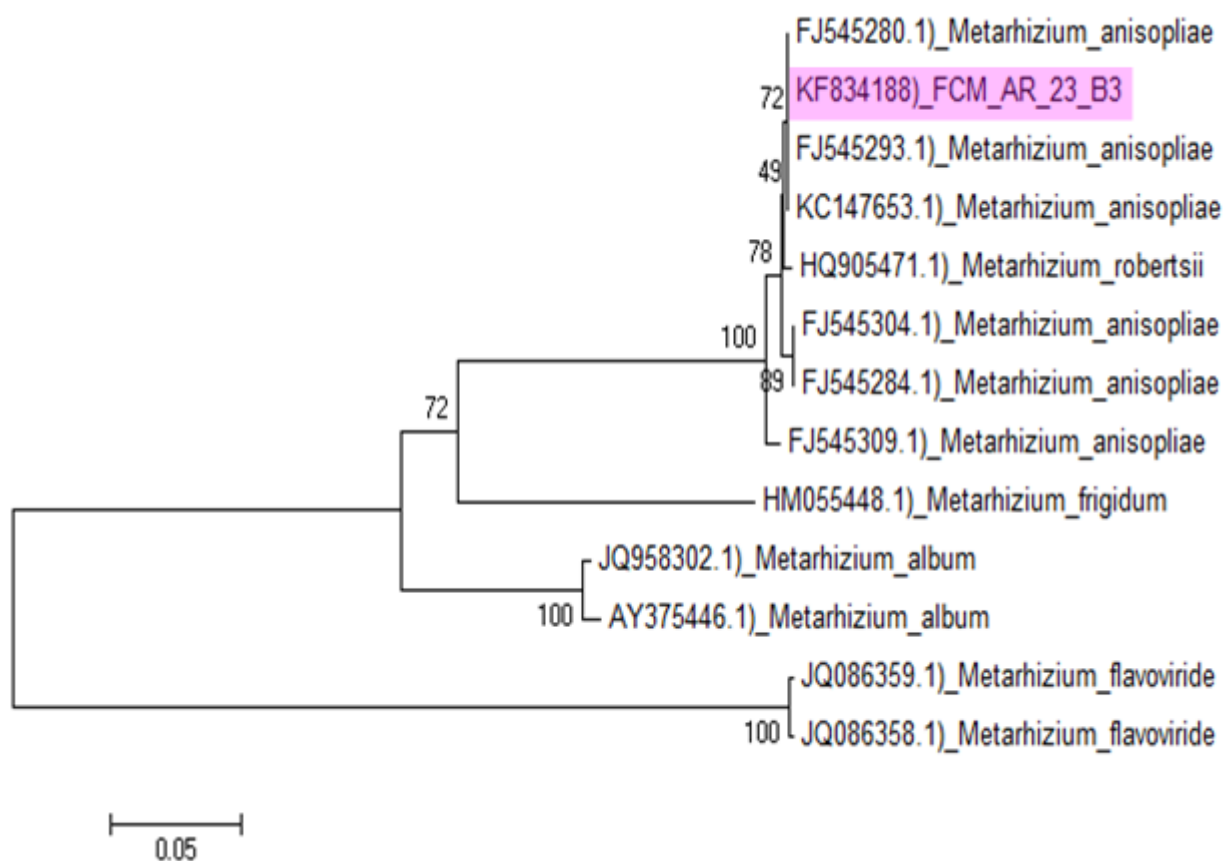 FJ545280.1)_Metarhizium_anisopliae
KF834188)_FCM_AR_23_B3
72
FJ545293.1)_Metarhizium_anisopliae
49
KC147653.1)_Metarhizium_anisopliae
78
HQ905471.1)_Metarhizium_robertsii
FJ545304.1)_Metarhizium_anisopliae
100
89
FJ545284.1)_Metarhizium_anisopliae
72
FJ545309.1)_Metarhizium_anisopliae
HM055448.1)_Metarhizium_frigidum
JQ958302.1)_Metarhizium_album
100
AY375446.1)_Metarhizium_album
JQ086359.1)_Metarhizium_flavoviride
100
JQ086358.1)_Metarhizium_flavoviride
0.05